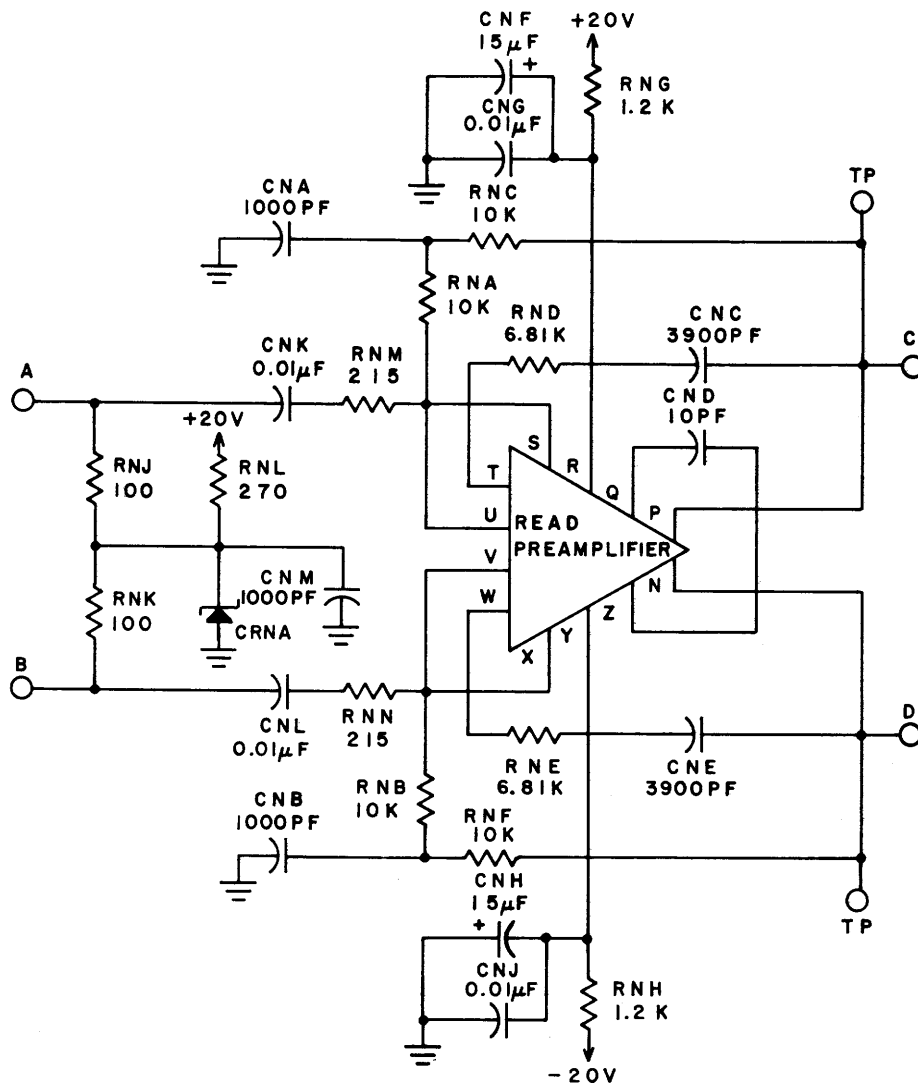 CNF
15µF
+
+20V
RNG
1.2K
CNG
0.01µF
CNA
1000PF
RNC
10K
TP
RNA
10K
RND
6.81K
CNC
3900PF
C
CNK
0.01µF
RNM
215
A
+20V
CND
10PF
RNJ
100
RNL
270
S
R
Q
P
T
U
READ
PREAMPLIFIER
V
W
N
Z
Y
X
CNM
1000PF
RNK
100
CRNA
B
CNL
0.01µF
RNN
215
D
RNE
6.81K
CNE
3900PF
RNB
10K
CNB
1000PF
RNF
10K
CNH
15µF
+
TP
CNJ
0.01µF
RNH
1.2K
-20V